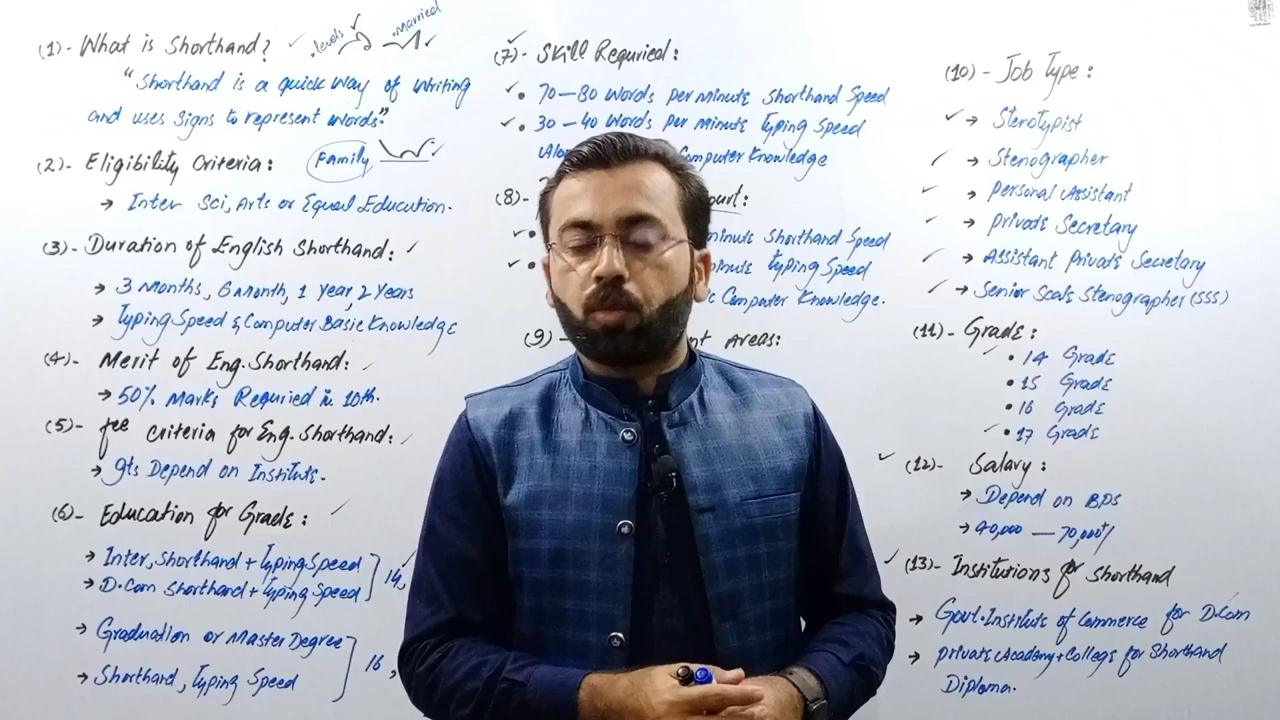 (1)- What is Shorthand?
.levels
.married
"Shorthand is a quick way of writing
and uses signs to represent words"
(2)- Eligibility Criteria:
Family
→ Inter Sci, Arts or Equal Education.
(3)- Duration of English Shorthand:
→ 3 Months, 6 Month, 1 Year, 2 Years
→ Typing Speed & Computer Basic Knowledge
(4)- Merit of Eng. Shorthand:
→ 50% Marks Requried in 10th.
(5)- fee criteria for Eng. Shorthand:
→ Its Depend on Institute.
(6)- Education for Grade:
→ Inter, Shorthand + Typing Speed
→ D.Com Shorthand + Typing Speed
14,
→ Graduation or Master Degree
→ Shorthand, Typing Speed
16,
(7)- Skill Requried:
• 70-80 Words per minute Shorthand Speed
• 30-40 Words per minute Typing Speed
Computer Knowledge
(8)- Court:
• minute Shorthand Speed
• minute Typing Speed
Computer Knowledge.
(9)- Areas:
(10)- Job Type:
→ Stenotypist
→ Stenographer
→ Personal Assistant
→ Private Secretary
→ Assistant Private Secretary
→ Senior Scale Stenographer (SSS)
(11)- Grade:
• 14 Grade
• 15 Grade
• 16 Grade
• 17 Grade
(12)- Salary:
→ Depend on BPS
→ 40,000 — 70,000+/
(13)- Institutions for Shorthand
→ Govt. Institute of Commerce for D.Com
→ Private Academy + College for Shorthand
Diploma.